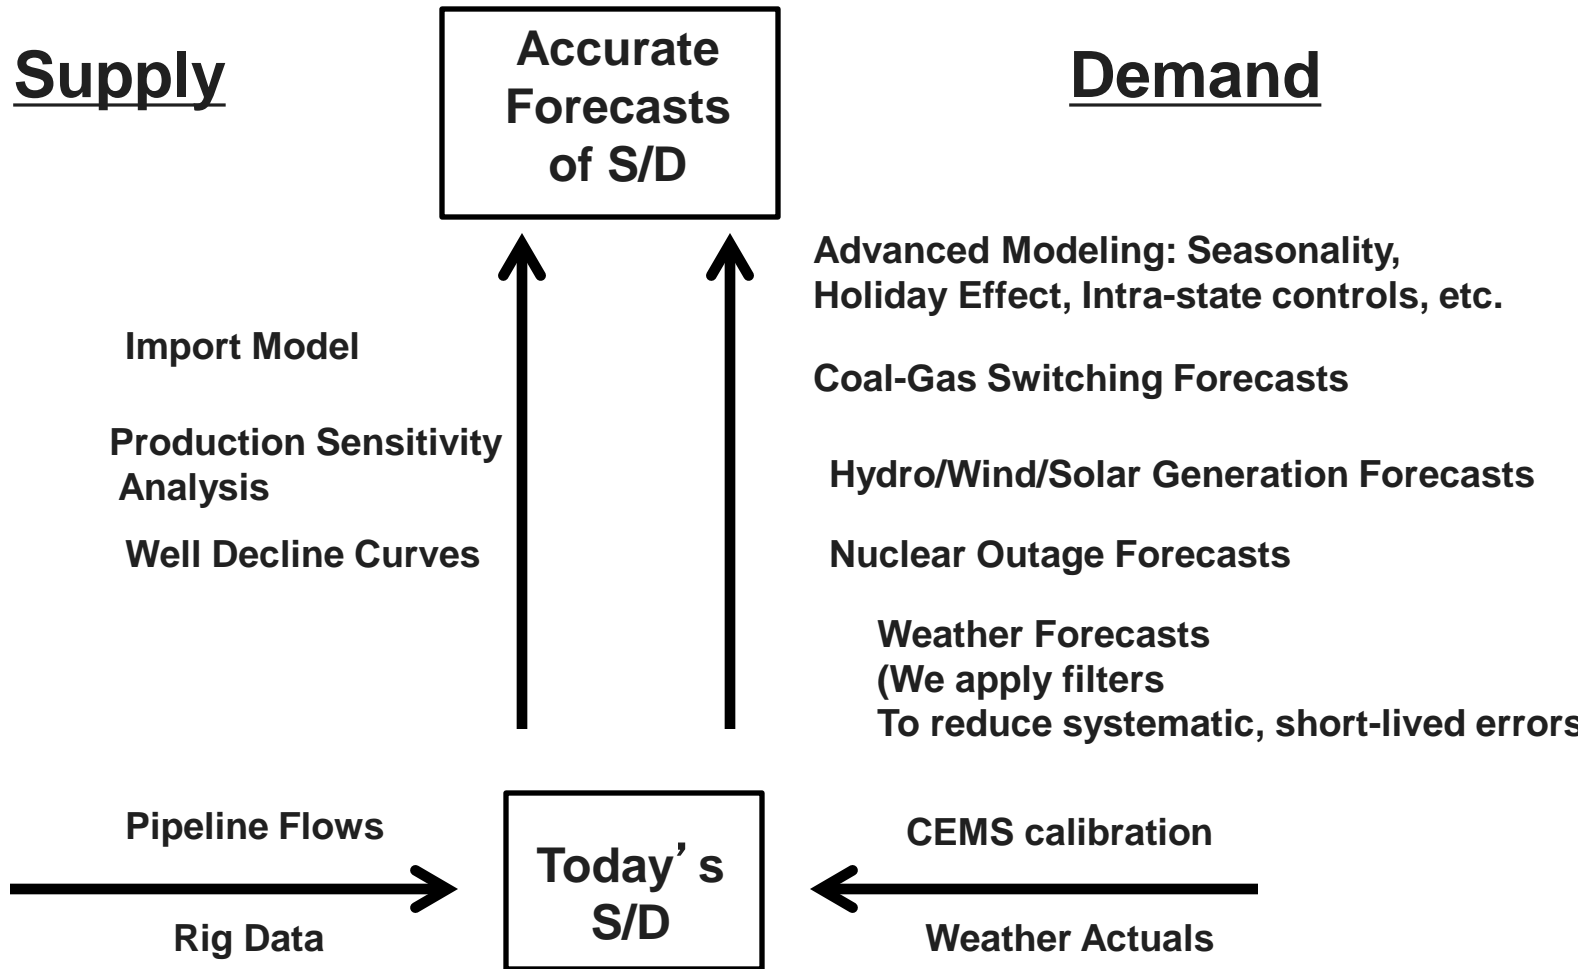 Supply
Accurate
Forecasts
of S/D
Demand
Advanced Modeling: Seasonality,
Holiday Effect, Intra-state controls, etc.
Import Model
Coal-Gas Switching Forecasts
Production Sensitivity
Analysis
Hydro/Wind/Solar Generation Forecasts
Well Decline Curves
Nuclear Outage Forecasts
Weather Forecasts
(We apply filters
To reduce systematic, short-lived errors
Pipeline Flows
CEMS calibration
Today’s
S/D
Rig Data
Weather Actuals